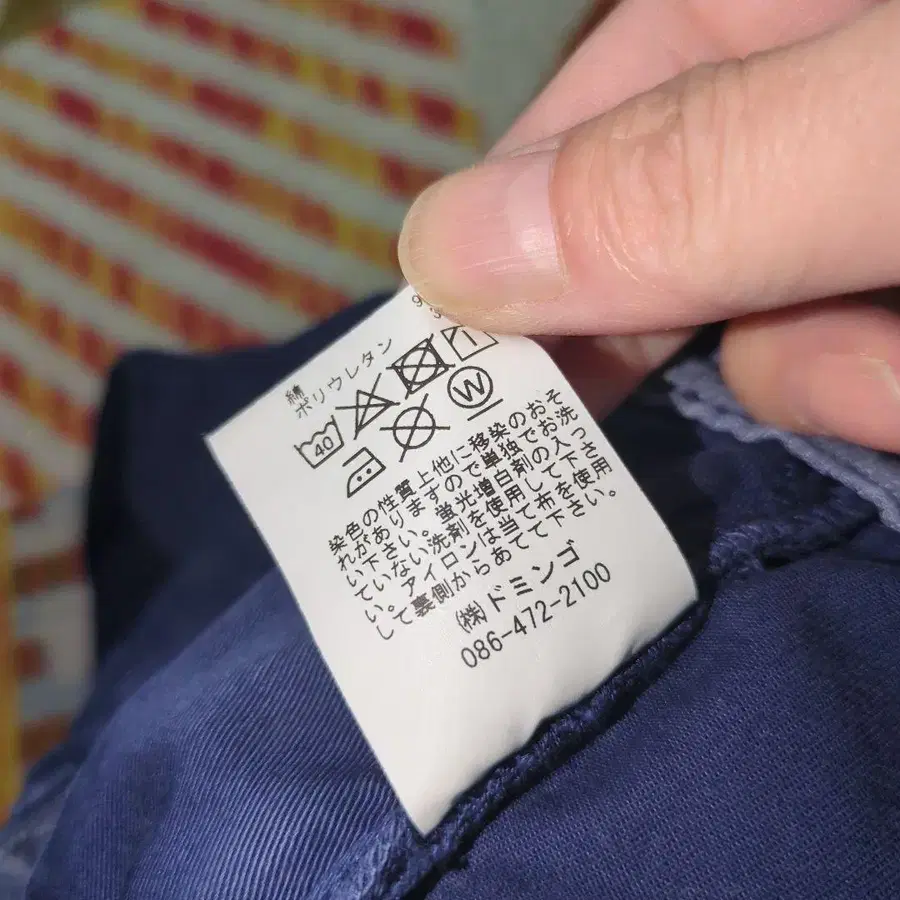 綿 9
ポリウレタン 3
40
W
染色の性質上他に移染のおそ
れがありますので単独でお洗
い下さい。蛍光増白剤の入っ
ていない洗剤を使用して下さ
い。アイロンは当て布を使用
して裏側からあてて下さい。
㈱ドミンゴ
086-472-2100